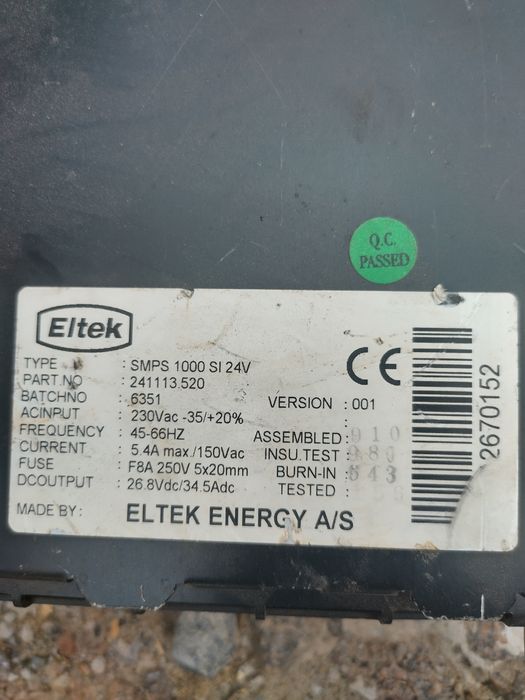 Q.C.
PASSED
Eltek
TYPE : SMPS 1000 SI 24V
PART.NO : 241113.520
BATCHNO : 6351
VERSION : 001
ACINPUT : 230Vac -35/+20%
FREQUENCY : 45-66HZ
CURRENT : 5.4A max./150Vac
FUSE : F8A 250V 5x20mm
DCOUTPUT : 26.8Vdc/34.5Adc
ASSEMBLED : 910
INSU.TEST :
BURN-IN :
TESTED :
MADE BY : ELTEK ENERGY A/S
CE
2670152